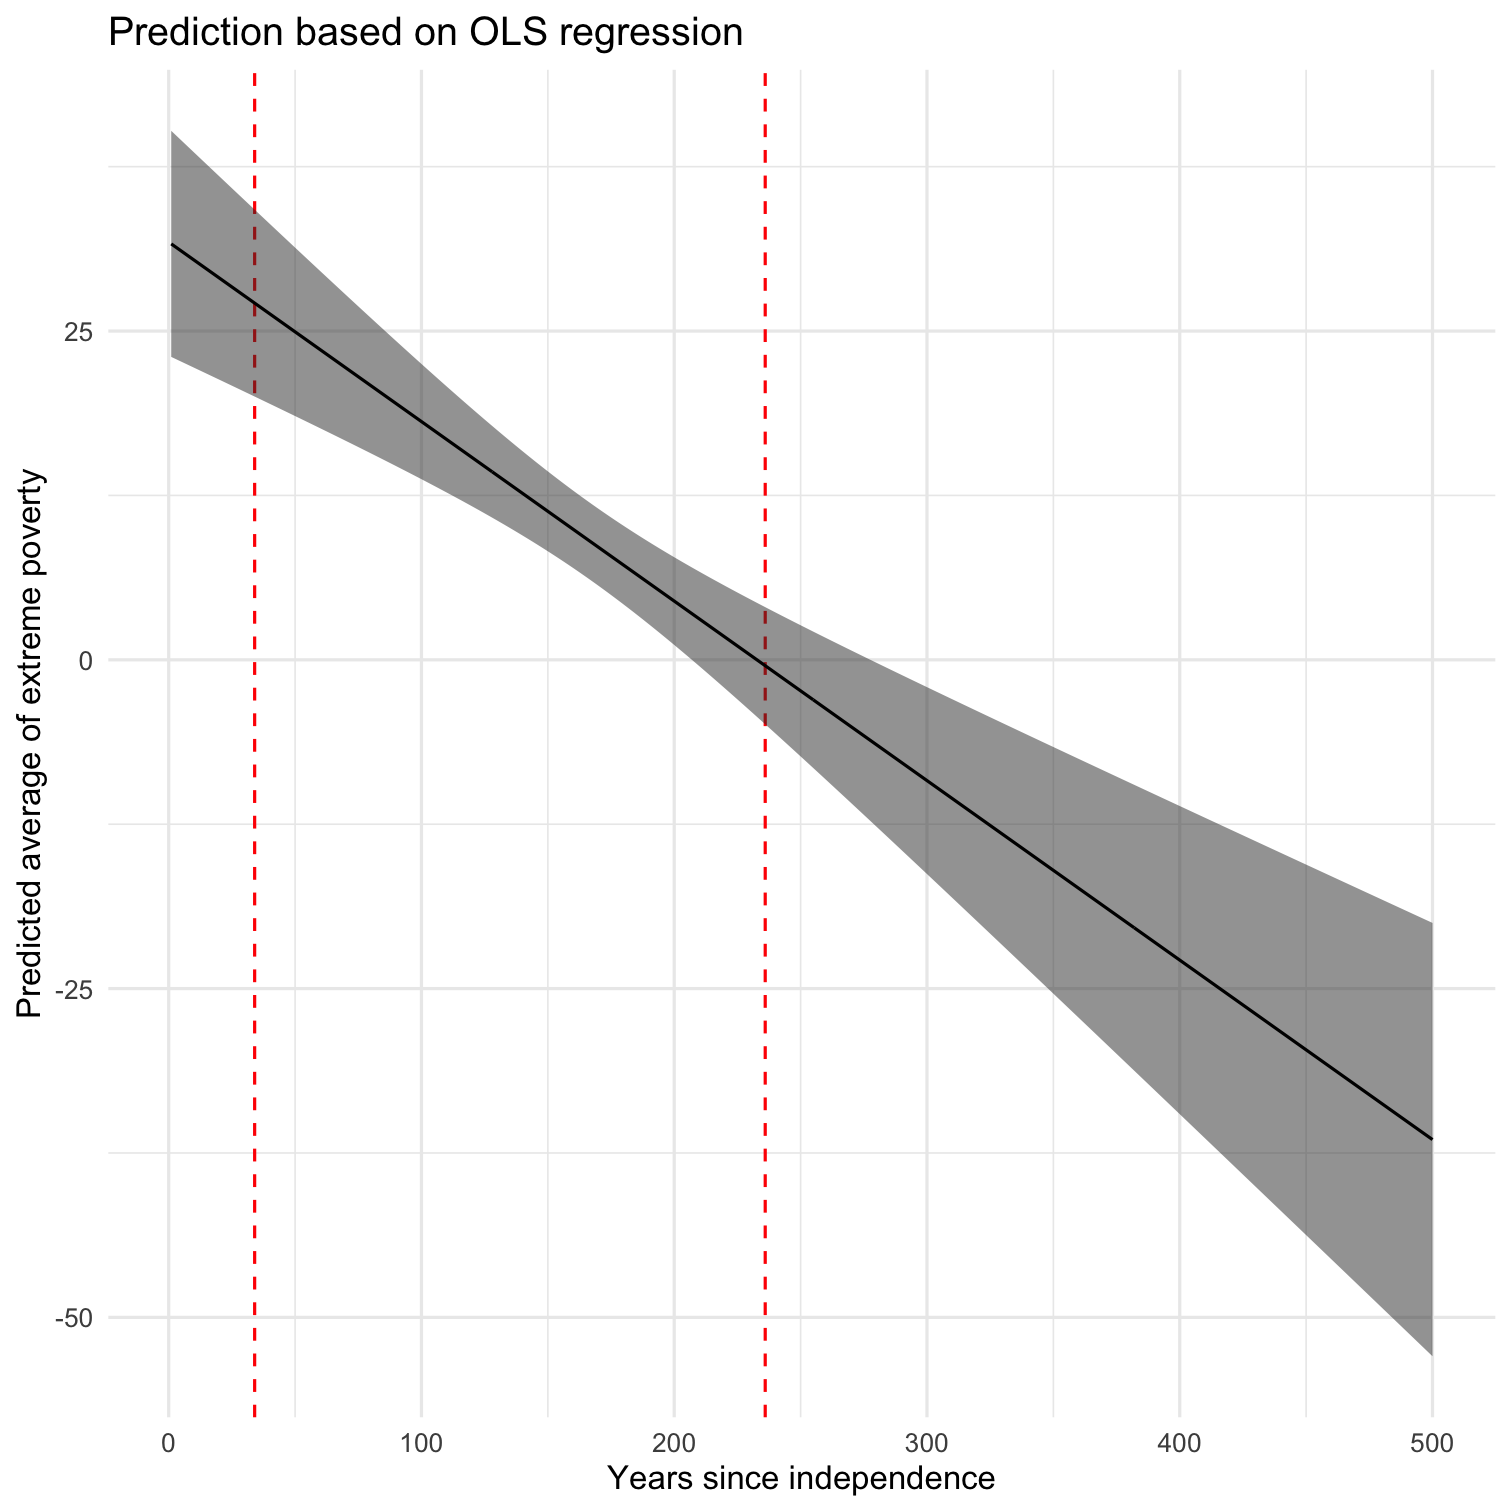 Prediction based on OLS regression
Predicted average of extreme poverty
25
0
-25
-50
0 100 200 300 400 500
Years since independence